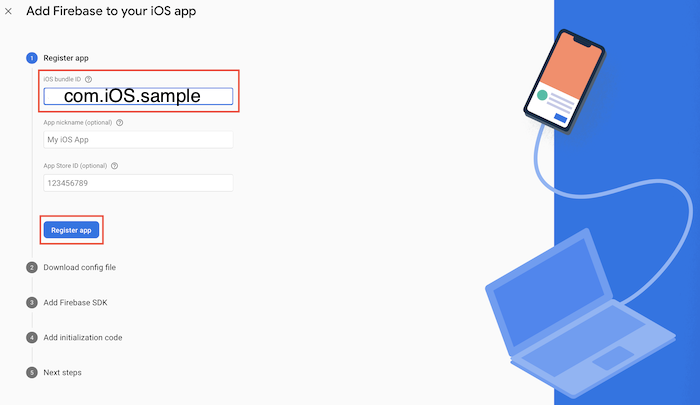 Add Firebase to your iOS app
1 Register app
iOS bundle ID ?
com.iOS.sample
App nickname (optional) ?
My iOS App
App Store ID (optional) ?
123456789
Register app
2 Download config file
3 Add Firebase SDK
4 Add initialization code
5 Next steps